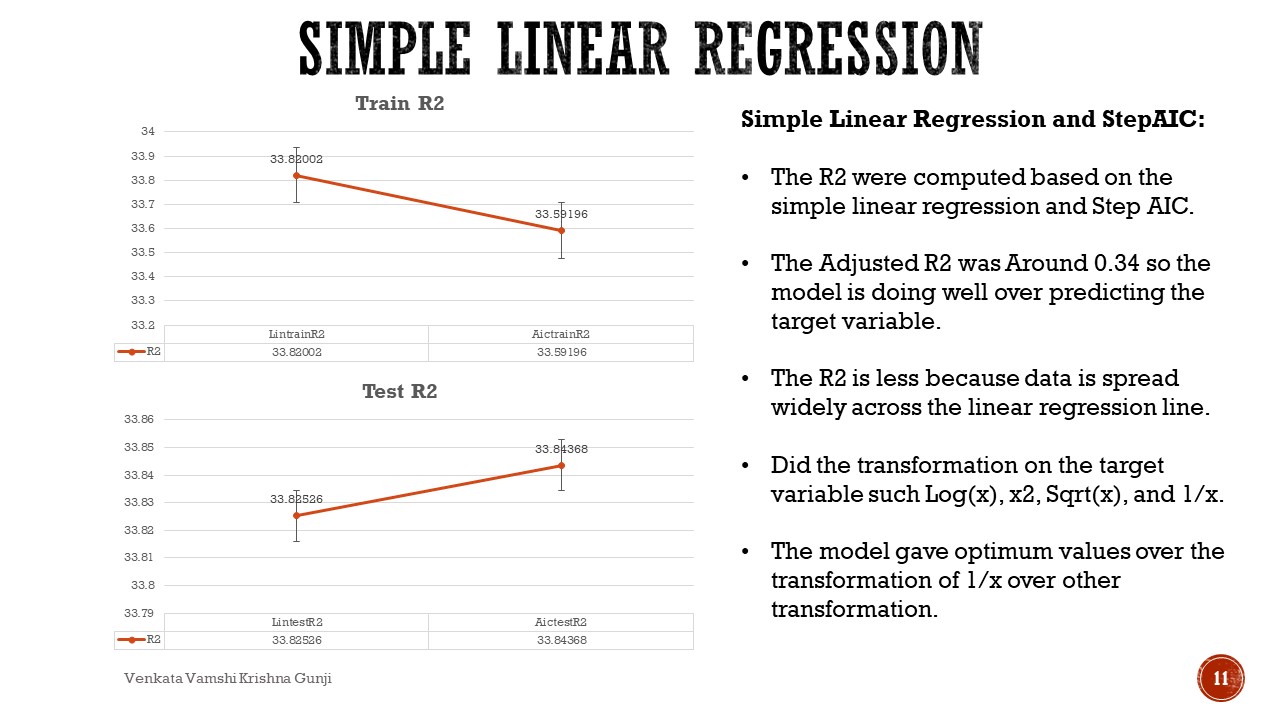 SIMPLE LINEAR REGRESSION
Train R2
34
33.9
33.8
33.7
33.6
33.5
33.4
33.3
33.2
33.82002
33.59196
LintrainR2 AictrainR2
R2 33.82002 33.59196
Test R2
33.86
33.85
33.84
33.83
33.82
33.81
33.8
33.79
33.82526
33.84368
LintestR2 AictestR2
R2 33.82526 33.84368
Simple Linear Regression and StepAIC:
• The R2 were computed based on the
simple linear regression and Step AIC.
• The Adjusted R2 was Around 0.34 so the
model is doing well over predicting the
target variable.
• The R2 is less because data is spread
widely across the linear regression line.
• Did the transformation on the target
variable such Log(x), x2, Sqrt(x), and 1/x.
• The model gave optimum values over the
transformation of 1/x over other
transformation.
Venkata Vamshi Krishna Gunji
11